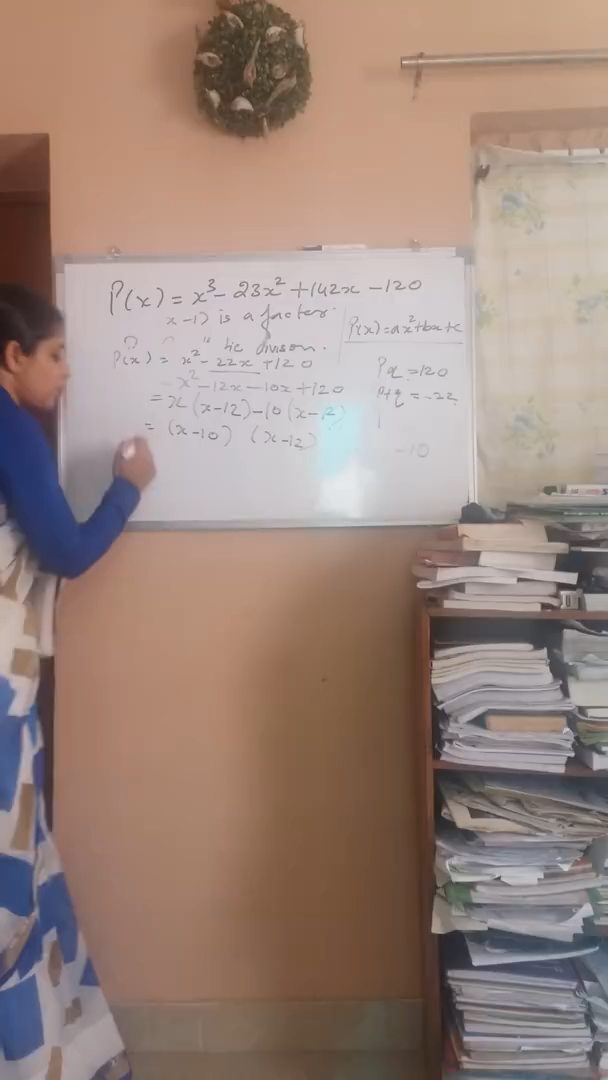 P(x) = x³ - 23x² + 142x - 120
x-1) is a factor.
P(x) = ax²+bx+c
division.
P(x) = x² - 22x + 120
Pq = 120
x² - 12x - 10x + 120
P+q = -22
= x (x-12) - 10 (x-12)
= (x-10) (x-12)
-10